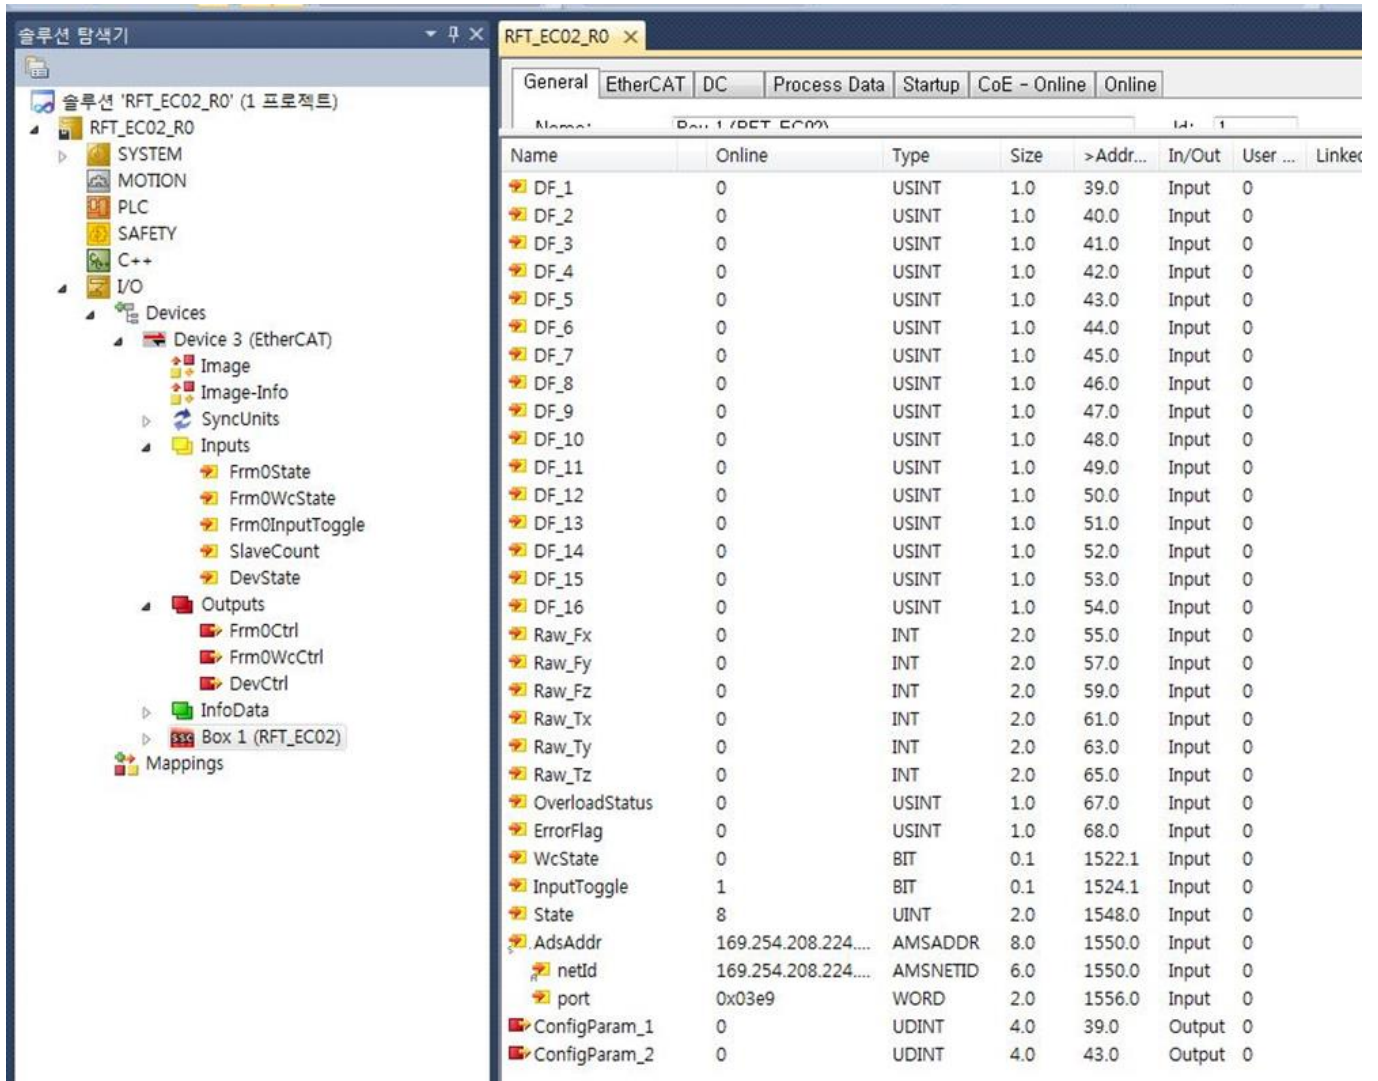 솔루션 탐색기
솔루션 'RFT_EC02_R0' (1 프로젝트)
RFT_EC02_R0
SYSTEM
MOTION
PLC
SAFETY
C++
I/O
Devices
Device 3 (EtherCAT)
Image
Image-Info
SyncUnits
Inputs
Frm0State
Frm0WcState
Frm0InputToggle
SlaveCount
DevState
Outputs
Frm0Ctrl
Frm0WcCtrl
DevCtrl
InfoData
Box 1 (RFT_EC02)
Mappings
RFT_EC02_R0
General EtherCAT DC Process Data Startup CoE - Online Online
Name: Box 1 (RFT_EC02) Id: 1
Name Online Type Size >Addr... In/Out User ... Linked
DF_1 0 USINT 1.0 39.0 Input 0
DF_2 0 USINT 1.0 40.0 Input 0
DF_3 0 USINT 1.0 41.0 Input 0
DF_4 0 USINT 1.0 42.0 Input 0
DF_5 0 USINT 1.0 43.0 Input 0
DF_6 0 USINT 1.0 44.0 Input 0
DF_7 0 USINT 1.0 45.0 Input 0
DF_8 0 USINT 1.0 46.0 Input 0
DF_9 0 USINT 1.0 47.0 Input 0
DF_10 0 USINT 1.0 48.0 Input 0
DF_11 0 USINT 1.0 49.0 Input 0
DF_12 0 USINT 1.0 50.0 Input 0
DF_13 0 USINT 1.0 51.0 Input 0
DF_14 0 USINT 1.0 52.0 Input 0
DF_15 0 USINT 1.0 53.0 Input 0
DF_16 0 USINT 1.0 54.0 Input 0
Raw_Fx 0 INT 2.0 55.0 Input 0
Raw_Fy 0 INT 2.0 57.0 Input 0
Raw_Fz 0 INT 2.0 59.0 Input 0
Raw_Tx 0 INT 2.0 61.0 Input 0
Raw_Ty 0 INT 2.0 63.0 Input 0
Raw_Tz 0 INT 2.0 65.0 Input 0
OverloadStatus 0 USINT 1.0 67.0 Input 0
ErrorFlag 0 USINT 1.0 68.0 Input 0
WcState 0 BIT 0.1 1522.1 Input 0
InputToggle 1 BIT 0.1 1524.1 Input 0
State 8 UINT 2.0 1548.0 Input 0
AdsAddr 169.254.208.224.... AMSADDR 8.0 1550.0 Input 0
netId 169.254.208.224.... AMSNETID 6.0 1550.0 Input 0
port 0x03e9 WORD 2.0 1556.0 Input 0
ConfigParam_1 0 UDINT 4.0 39.0 Output 0
ConfigParam_2 0 UDINT 4.0 43.0 Output 0